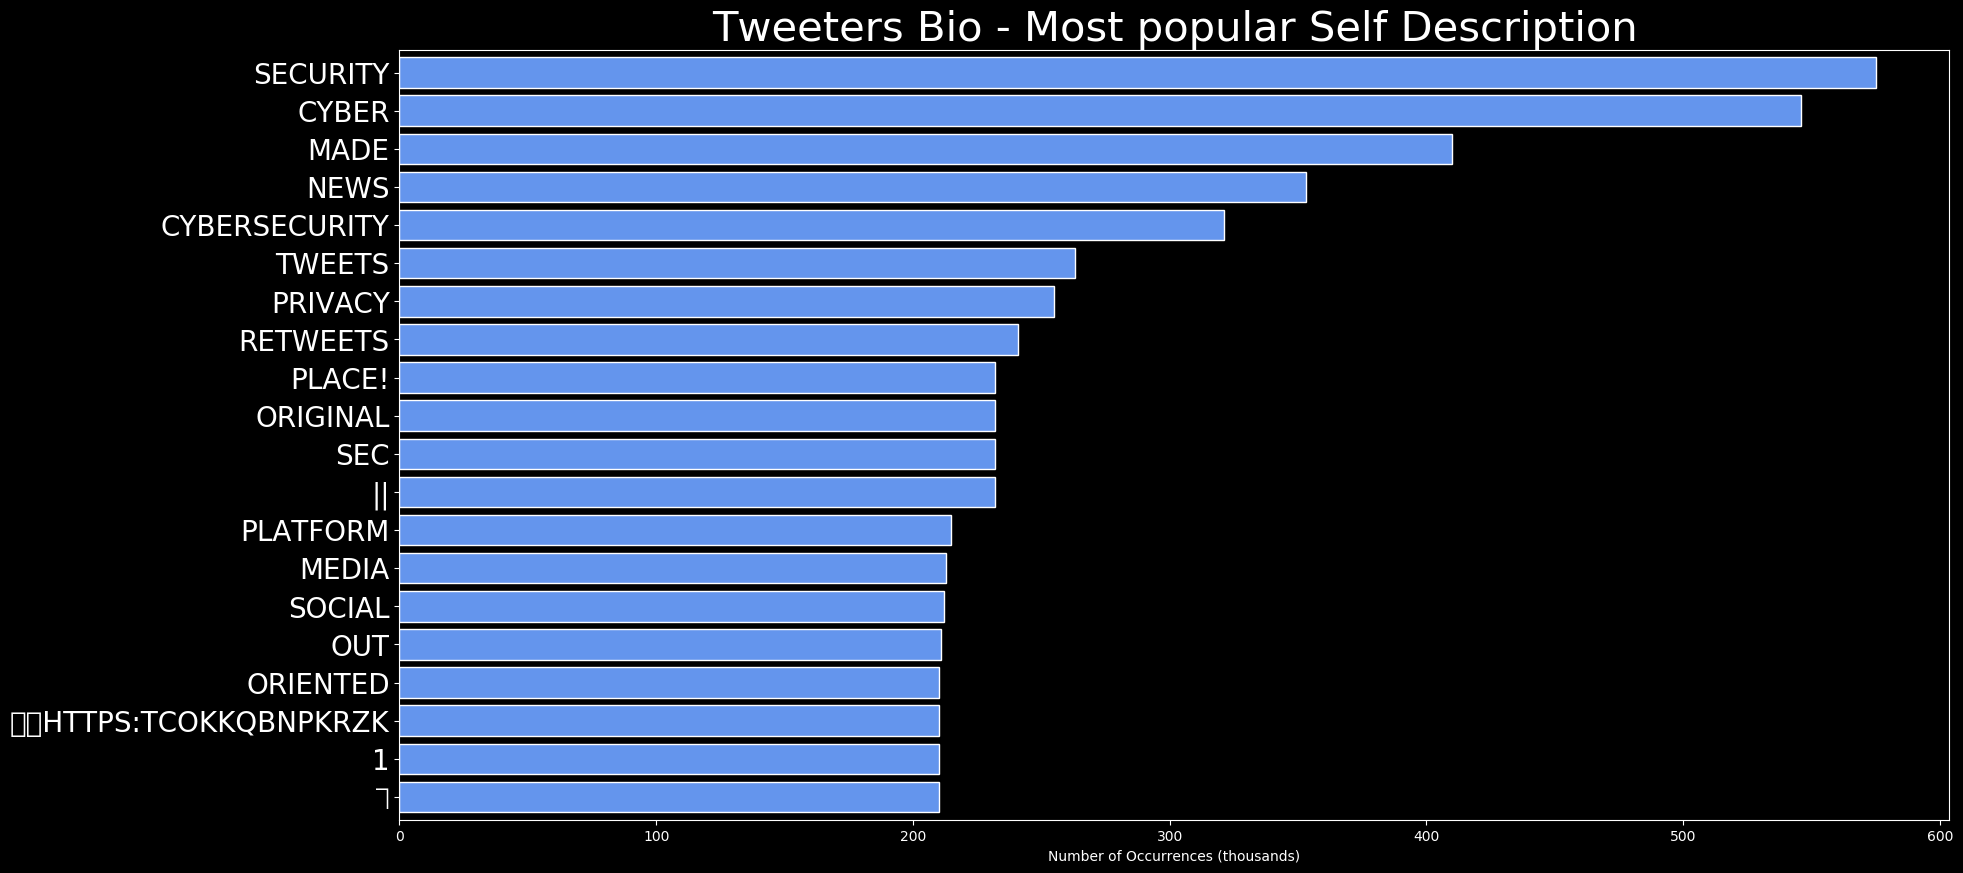 Tweeters Bio - Most popular Self Description
SECURITY
CYBER
MADE
NEWS
CYBERSECURITY
TWEETS
PRIVACY
RETWEETS
PLACE!
ORIGINAL
SEC
||
PLATFORM
MEDIA
SOCIAL
OUT
ORIENTED
HTTPS:TCOKKQBNPKRZK
1
0 100 200 300 400 500 600
Number of Occurrences (thousands)